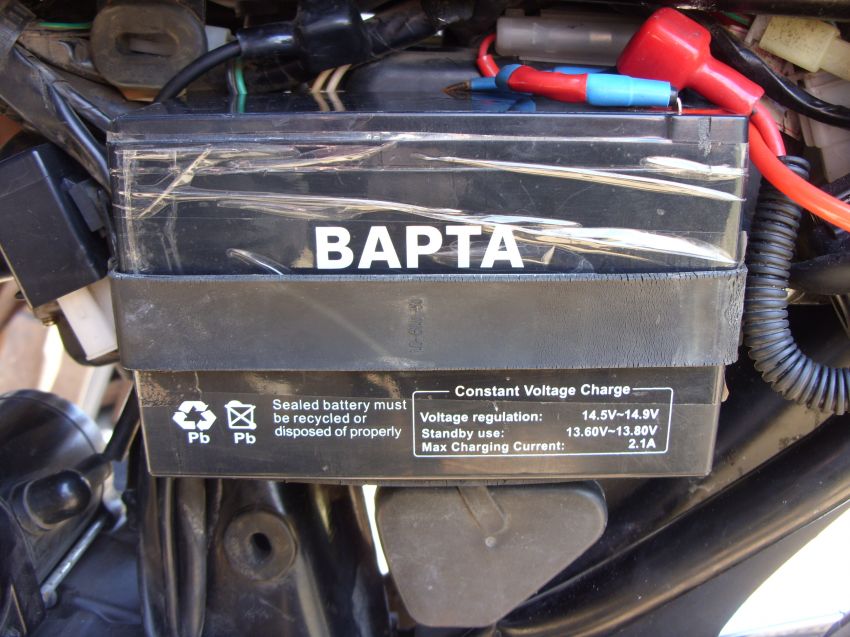 BAPTA
Pb
Pb
Sealed battery must
be recycled or
disposed of properly
Constant Voltage Charge
Voltage regulation: 14.5V~14.9V
Standby use: 13.60V~13.80V
Max Charging Current: 2.1A